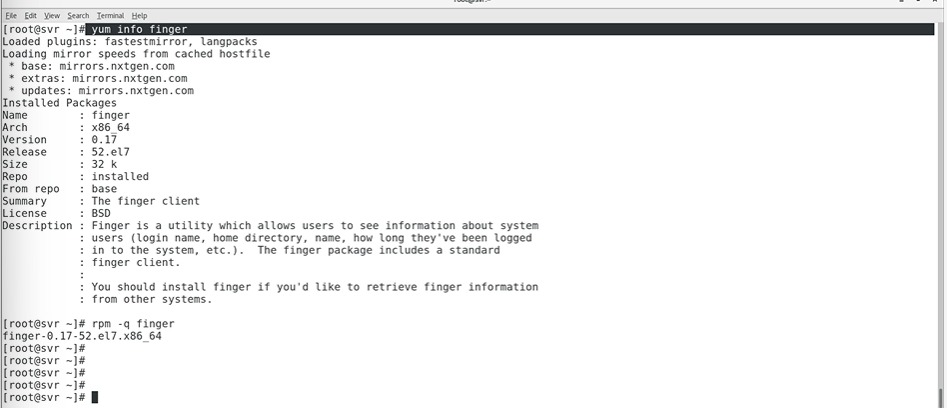 File Edit View Search Terminal Help
[root@svr ~]# yum info finger
Loaded plugins: fastestmirror, langpacks
Loading mirror speeds from cached hostfile
 * base: mirrors.nxtgen.com
 * extras: mirrors.nxtgen.com
 * updates: mirrors.nxtgen.com
Installed Packages
Name        : finger
Arch        : x86_64
Version     : 0.17
Release     : 52.el7
Size        : 32 k
Repo        : installed
From repo   : base
Summary     : The finger client
License     : BSD
Description : Finger is a utility which allows users to see information about system
            : users (login name, home directory, name, how long they've been logged
            : in to the system, etc.).  The finger package includes a standard
            : finger client.
            :
            : You should install finger if you'd like to retrieve finger information
            : from other systems.
[root@svr ~]# rpm -q finger
finger-0.17-52.el7.x86_64
[root@svr ~]#
[root@svr ~]#
[root@svr ~]#
[root@svr ~]#
[root@svr ~]#